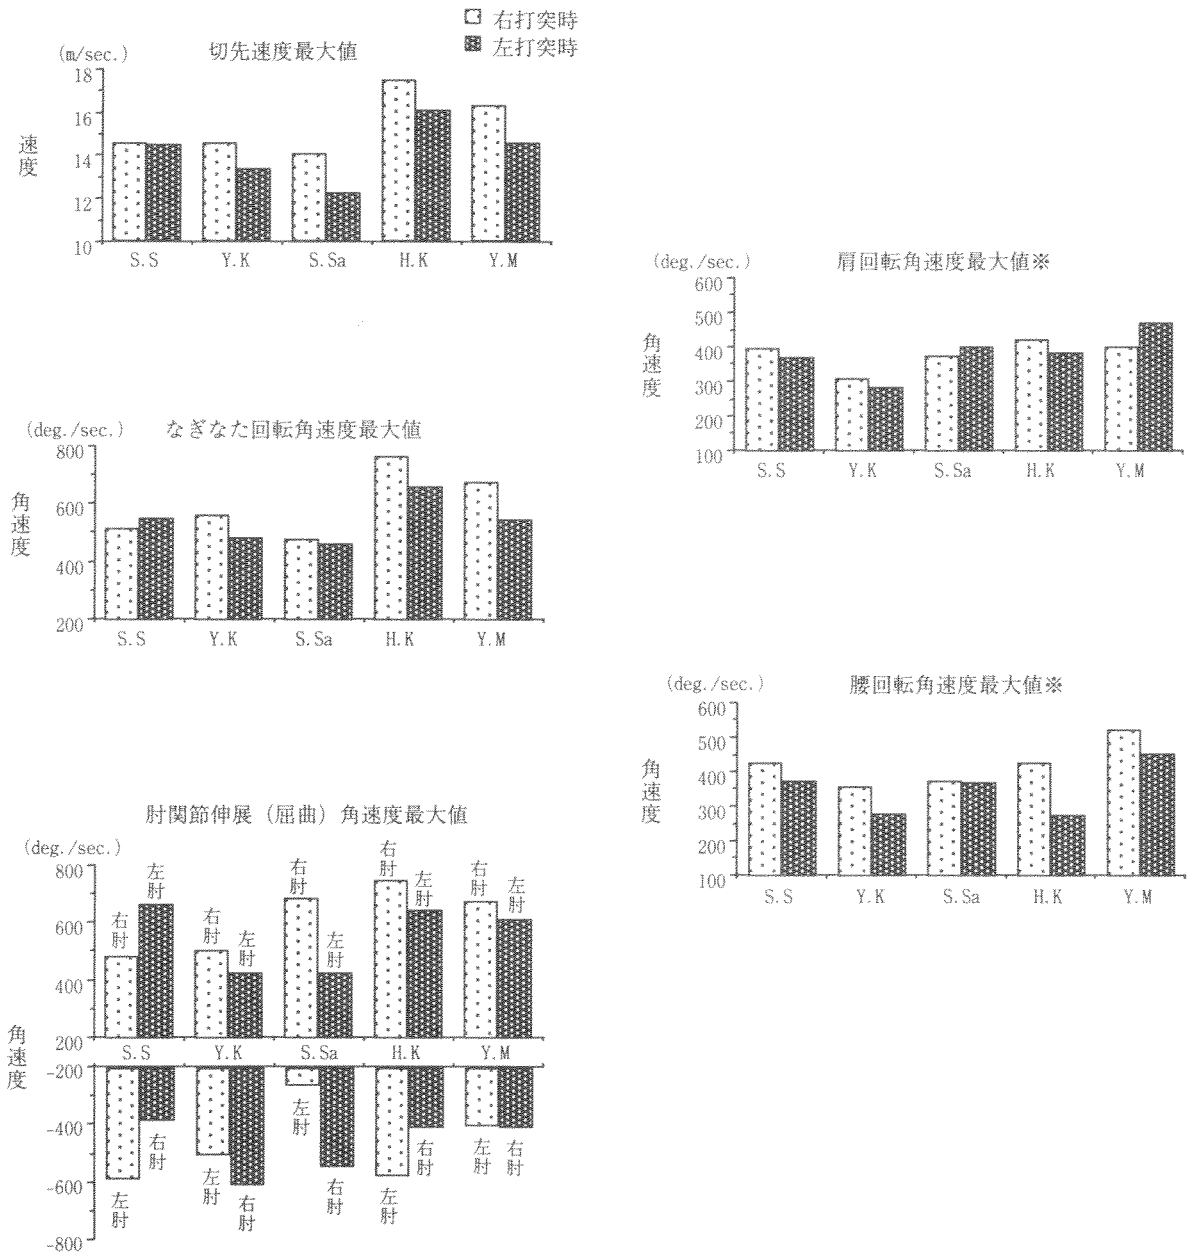 右打突時
左打突時
(m/sec.) 切先速度最大値
18
16
14
12
10
速度
S.S Y.K S.Sa H.K Y.M
(deg./sec.) 肩回転角速度最大値※
600
500
400
300
200
100
角速度
S.S Y.K S.Sa H.K Y.M
(deg./sec.) なぎなた回転角速度最大値
800
600
400
200
角速度
S.S Y.K S.Sa H.K Y.M
(deg./sec.) 腰回転角速度最大値※
600
500
400
300
200
100
角速度
S.S Y.K S.Sa H.K Y.M
肘関節伸展（屈曲）角速度最大値
(deg./sec.)
800
600
400
200
角速度
右肘 左肘 右肘 左肘 右肘 左肘 右肘 左肘 右肘 左肘
S.S Y.K S.Sa H.K Y.M
-200
-400
-600
-800
左肘 右肘 左肘 右肘 左肘 右肘 左肘 右肘 左肘 右肘